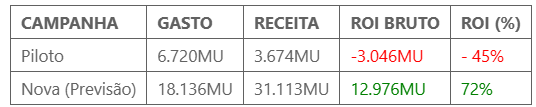 CAMPANHA GASTO RECEITA ROI BRUTO ROI (%)
Piloto 6.720MU 3.674MU -3.046MU - 45%
Nova (Previsão) 18.136MU 31.113MU 12.976MU 72%